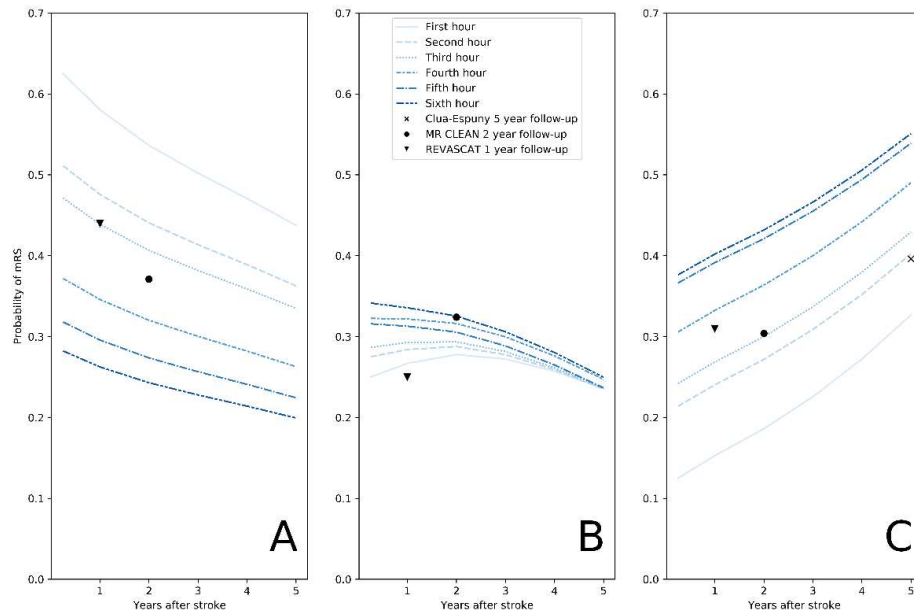 0.7
0.6
0.5
0.4
0.3
0.2
0.1
0.0
Probability of mRS
1 2 3 4 5
Years after stroke
A
0.7
0.6
0.5
0.4
0.3
0.2
0.1
0.0
First hour
Second hour
Third hour
Fourth hour
Fifth hour
Sixth hour
Clua-Espuny 5 year follow-up
MR CLEAN 2 year follow-up
REVASCAT 1 year follow-up
1 2 3 4 5
Years after stroke
B
0.7
0.6
0.5
0.4
0.3
0.2
0.1
0.0
1 2 3 4 5
Years after stroke
C